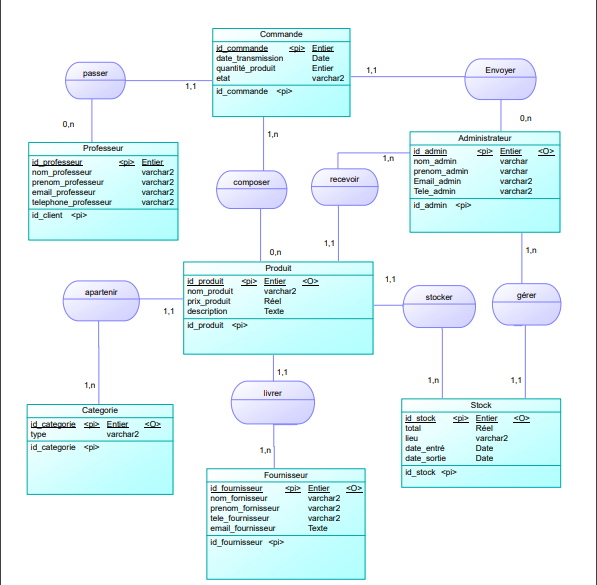 Commande
id_commande <pi> Entier
date_transmission Date
quantité_produit Entier
etat varchar2
id_commande <pi>
passer
1,1
1,1
Envoyer
0,n
0,n
Professeur
id_professeur <pi> Entier
nom_professeur varchar2
prenom_professeur varchar2
email_professeur varchar2
telephone_professeur varchar2
id_client <pi>
1,n
composer
0,n
1,n
recevoir
1,1
Administrateur
id_admin <pi> Entier <O>
nom_admin varchar
prenom_admin varchar
Email_admin varchar2
Tele_admin varchar2
id_admin <pi>
1,n
gérer
1,1
Produit
id_produit <pi> Entier <O>
nom_produit varchar2
prix_produit Réel
description Texte
id_produit <pi>
apartenir
1,1
1,n
1,1
stocker
1,n
1,1
livrer
1,n
Categorie
id_categorie <pi> Entier <O>
type varchar2
id_categorie <pi>
Stock
id_stock <pi> Entier <O>
total Réel
lieu varchar2
date_entré Date
date_sortie Date
id_stock <pi>
Fournisseur
id_fournisseur <pi> Entier <O>
nom_fornisseur varchar2
prenom_fornisseur varchar2
tele_fournisseur varchar2
email_fournisseur Texte
id_fournisseur <pi>